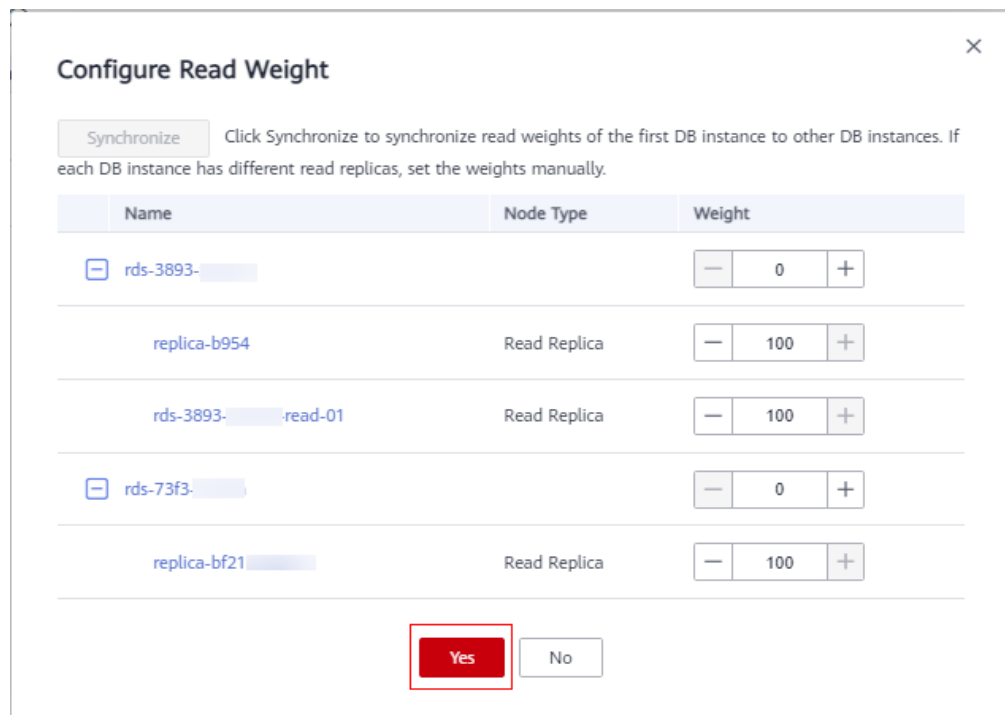 Configure Read Weight
Synchronize Click Synchronize to synchronize read weights of the first DB instance to other DB instances. If
each DB instance has different read replicas, set the weights manually.
Name Node Type Weight
rds-3893- 0
replica-b954 Read Replica 100
rds-3893- -read-01 Read Replica 100
rds-73f3- 0
replica-bf21 Read Replica 100
Yes No